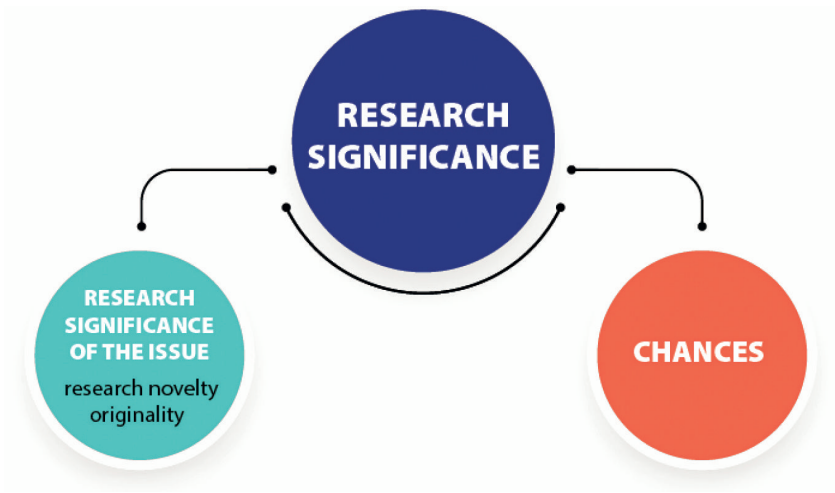 RESEARCH
SIGNIFICANCE
RESEARCH
SIGNIFICANCE
OF THE ISSUE
research novelty
originality
CHANCES